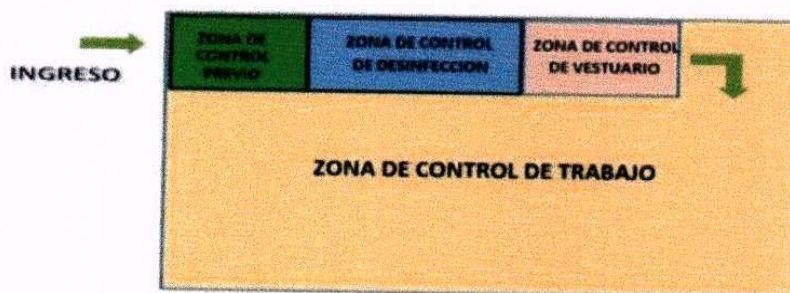 INGRESO
ZONA DE
CONTROL
PREVIO
ZONA DE CONTROL
DE DESINFECCION
ZONA DE CONTROL
DE VESTUARIO
ZONA DE CONTROL DE TRABAJO